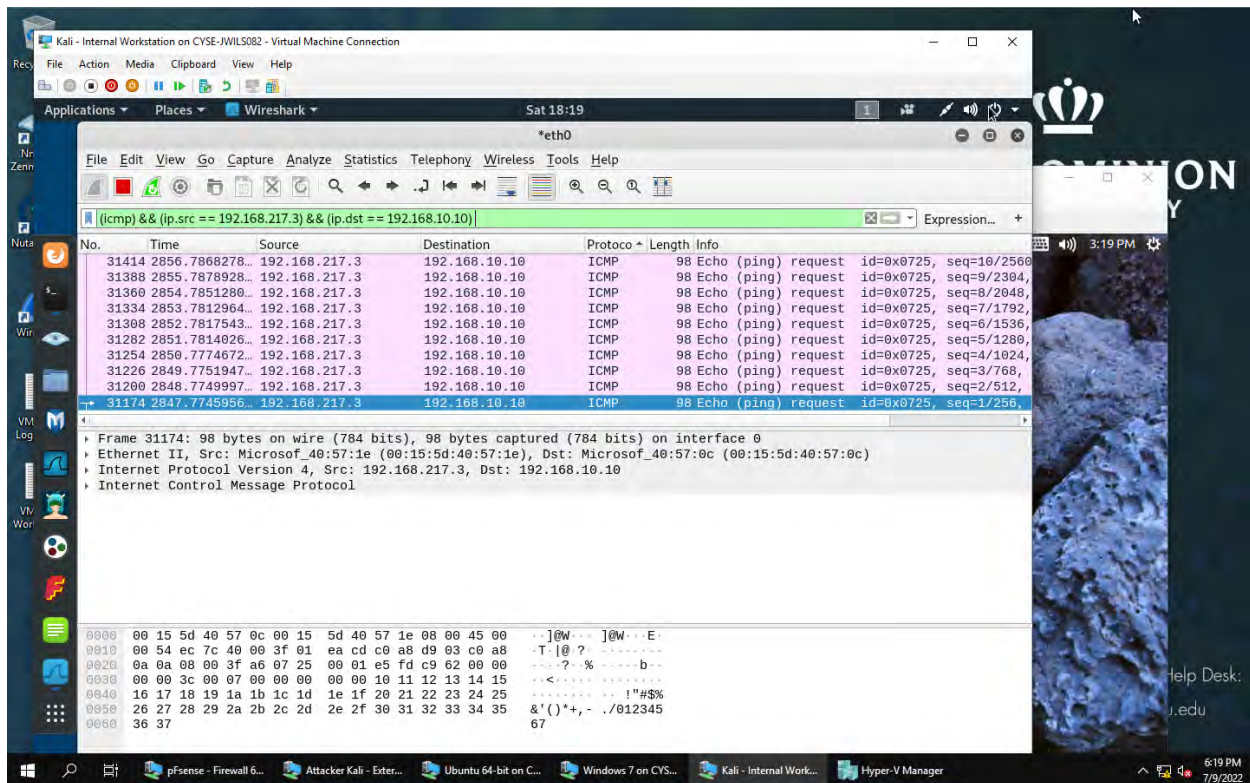 Kali - Internal Workstation on CYSE-JWILS082 - Virtual Machine Connection
File Action Media Clipboard View Help
Applications Places Wireshark Sat 18:19 1
*eth0
File Edit View Go Capture Analyze Statistics Telephony Wireless Tools Help
(icmp) && (ip.src == 192.168.217.3) && (ip.dst == 192.168.10.10) Expression... +
No. Time Source Destination Protoco Length Info
31414 2856.7868278… 192.168.217.3 192.168.10.10 ICMP 98 Echo (ping) request id=0x0725, seq=10/2560
31388 2855.7878928… 192.168.217.3 192.168.10.10 ICMP 98 Echo (ping) request id=0x0725, seq=9/2304,
31360 2854.7851280… 192.168.217.3 192.168.10.10 ICMP 98 Echo (ping) request id=0x0725, seq=8/2048,
31334 2853.7812964… 192.168.217.3 192.168.10.10 ICMP 98 Echo (ping) request id=0x0725, seq=7/1792,
31308 2852.7817543… 192.168.217.3 192.168.10.10 ICMP 98 Echo (ping) request id=0x0725, seq=6/1536,
31282 2851.7814026… 192.168.217.3 192.168.10.10 ICMP 98 Echo (ping) request id=0x0725, seq=5/1280,
31254 2850.7774672… 192.168.217.3 192.168.10.10 ICMP 98 Echo (ping) request id=0x0725, seq=4/1024,
31226 2849.7751947… 192.168.217.3 192.168.10.10 ICMP 98 Echo (ping) request id=0x0725, seq=3/768,
31200 2848.7749997… 192.168.217.3 192.168.10.10 ICMP 98 Echo (ping) request id=0x0725, seq=2/512,
31174 2847.7745956… 192.168.217.3 192.168.10.10 ICMP 98 Echo (ping) request id=0x0725, seq=1/256,
Frame 31174: 98 bytes on wire (784 bits), 98 bytes captured (784 bits) on interface 0
Ethernet II, Src: Microsof_40:57:1e (00:15:5d:40:57:1e), Dst: Microsof_40:57:0c (00:15:5d:40:57:0c)
Internet Protocol Version 4, Src: 192.168.217.3, Dst: 192.168.10.10
Internet Control Message Protocol
0000 00 15 5d 40 57 0c 00 15 5d 40 57 1e 08 00 45 00 ··]@W··· ]@W···E·
0010 00 54 ec 7c 40 00 3f 01 ea cd c0 a8 d9 03 c0 a8 ·T·|@·?· ········
0020 0a 0a 08 00 3f a6 07 25 00 01 e5 fd c9 62 00 00 ····?··% ·····b··
0030 00 00 3c 00 07 00 00 00 00 00 10 11 12 13 14 15 ··<····· ········
0040 16 17 18 19 1a 1b 1c 1d 1e 1f 20 21 22 23 24 25 ········ ·· !"#$%
0050 26 27 28 29 2a 2b 2c 2d 2e 2f 30 31 32 33 34 35 &'()*+,- ./012345
0060 36 37 67
ON
Y
3:19 PM
Help Desk:
.edu
pFsense - Firewall 6... Attacker Kali - Exter... Ubuntu 64-bit on C... Windows 7 on CYS... Kali - Internal Work... Hyper-V Manager
6:19 PM
7/9/2022